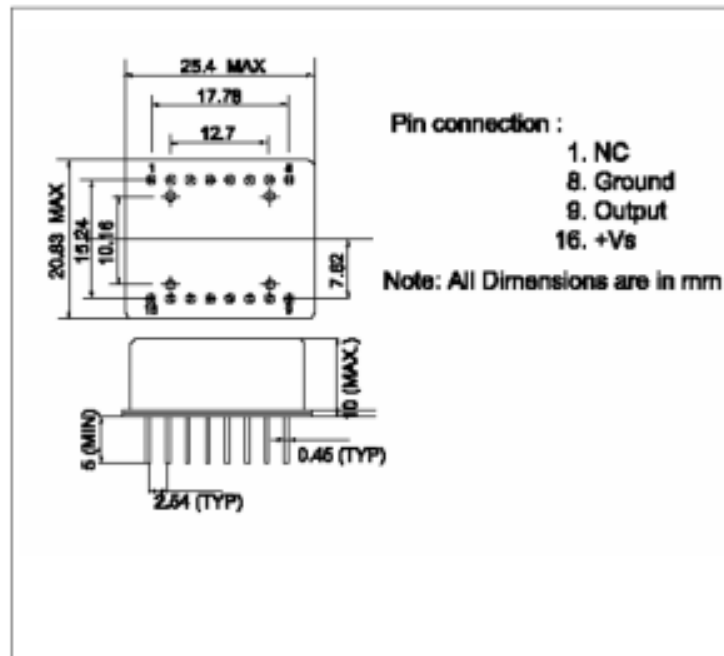 25.4 MAX
17.78
12.7
1
8
20.83 MAX
15.24
10.16
7.62
Pin connection :
1. NC
8. Ground
9. Output
16. +Vs
Note: All Dimensions are in mm
10 (MAX.)
5 (MIN)
0.45 (TYP)
2.54 (TYP)